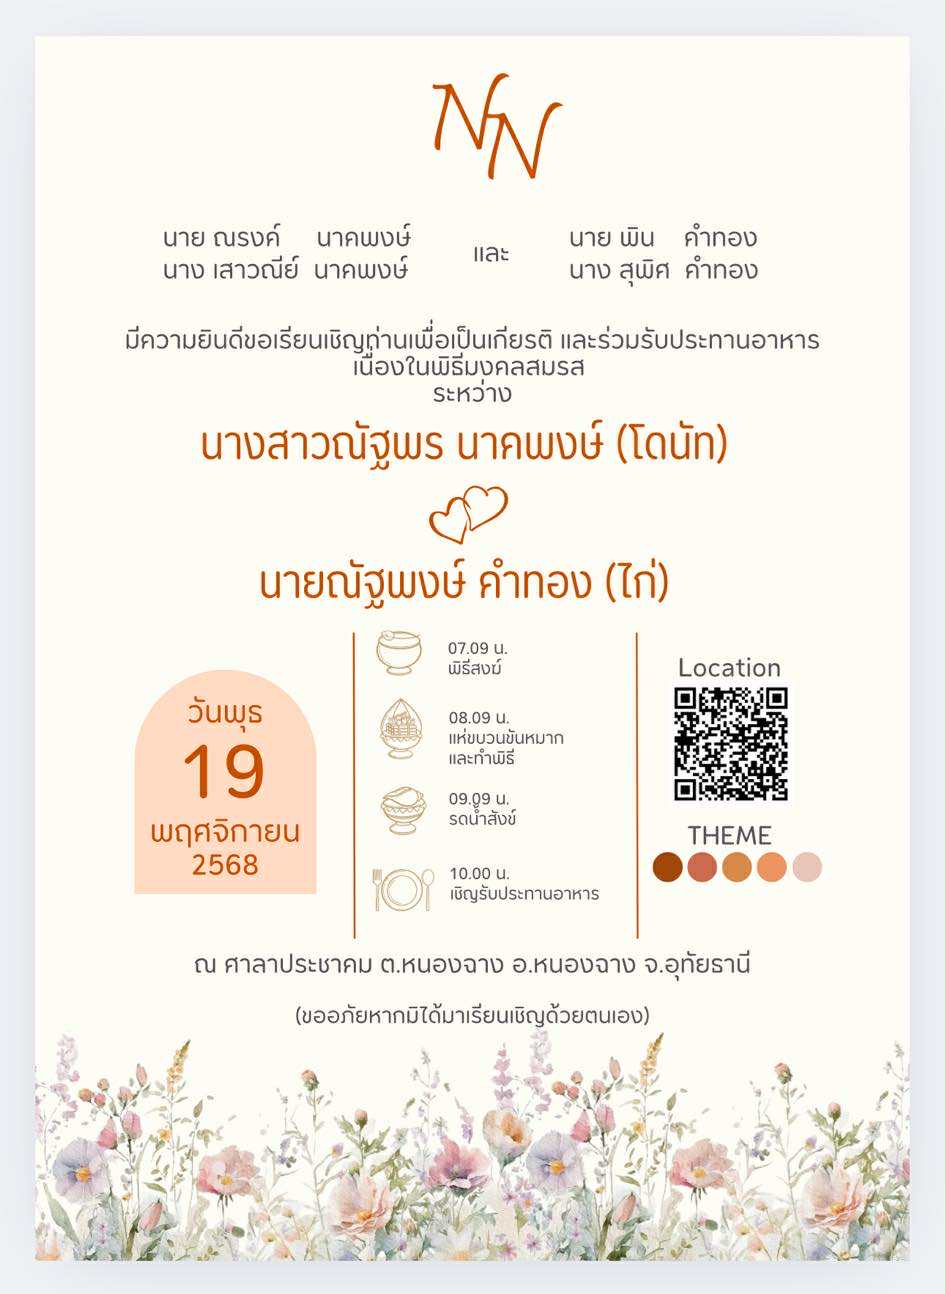 NN
นาย ณรงค์ นาคพงษ์
นาง เสาวณีย์ นาคพงษ์
และ
นาย พิน คำทอง
นาง สุพิศ คำทอง
มีความยินดีขอเรียนเชิญท่านเพื่อเป็นเกียรติ และร่วมรับประทานอาหาร
เนื่องในพิธีมงคลสมรส
ระหว่าง
นางสาวณัฐพร นาคพงษ์ (โดนัท)
นายณัฐพงษ์ คำทอง (ไก่)
วันพุธ
19
พฤศจิกายน
2568
07.09 น.
พิธีสงฆ์
08.09 น.
แห่ขบวนขันหมาก
และทำพิธี
09.09 น.
รดน้ำสังข์
10.00 น.
เชิญรับประทานอาหาร
Location
THEME
ณ ศาลาประชาคม ต.หนองฉาง อ.หนองฉาง จ.อุทัยธานี
(ขออภัยหากมิได้มาเรียนเชิญด้วยตนเอง)